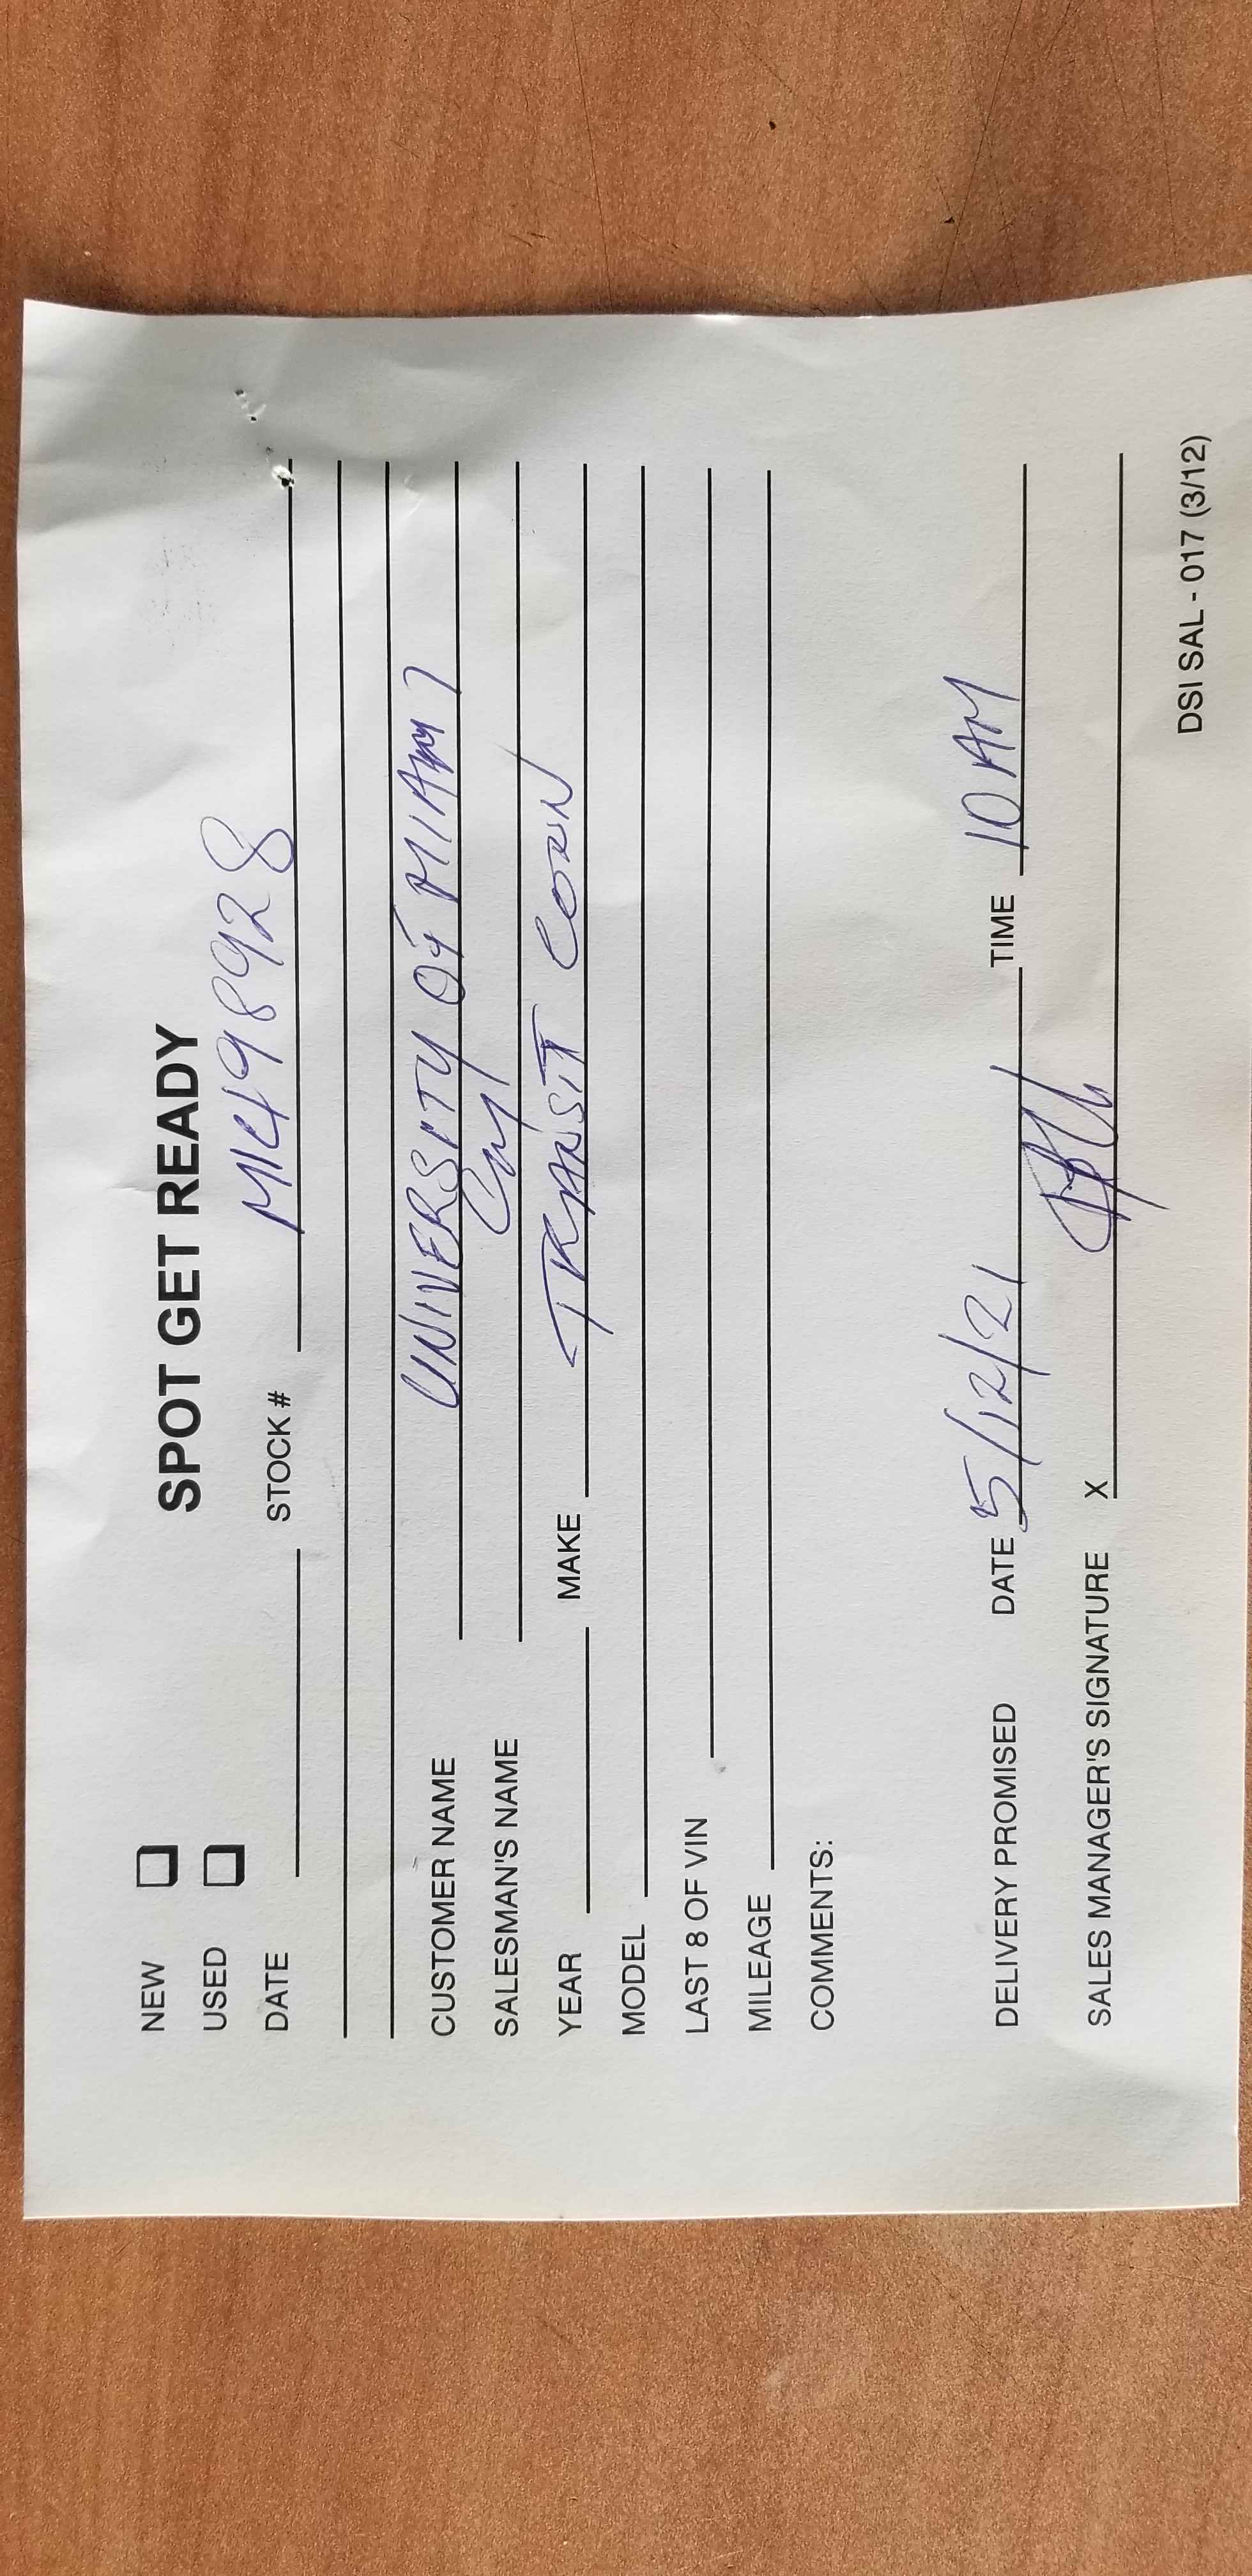 SPOT GET READY
NEW
USED
DATE STOCK # M1498928
CUSTOMER NAME UNIVERSITY Of MIAMI
SALESMAN'S NAME
YEAR MAKE TRANSIT CONN
MODEL
LAST 8 OF VIN
MILEAGE
COMMENTS:
DELIVERY PROMISED DATE 5/12/21 TIME 10 AM
SALES MANAGER'S SIGNATURE X
DSI SAL - 017 (3/12)